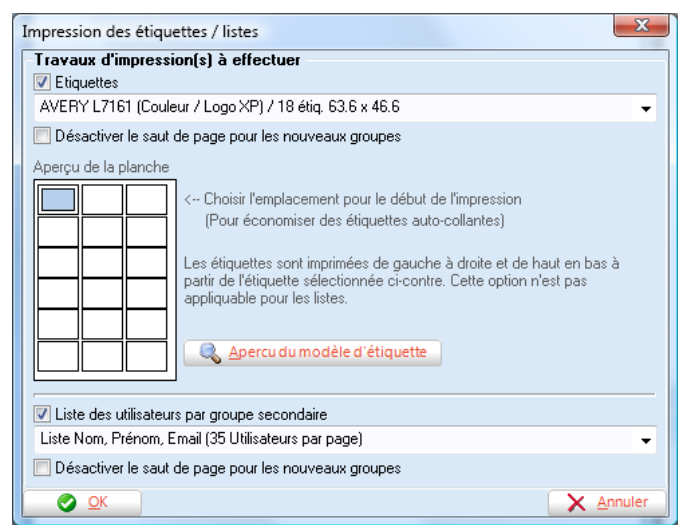 Impression des étiquettes / listes
Travaux d'impression(s) à effectuer
Etiquettes
AVERY L7161 (Couleur / Logo XP) / 18 étiq. 63.6 x 46.6
Désactiver le saut de page pour les nouveaux groupes
Aperçu de la planche
<-- Choisir l'emplacement pour le début de l'impression
(Pour économiser des étiquettes auto-collantes)
Les étiquettes sont imprimées de gauche à droite et de haut en bas à
partir de l'étiquette sélectionnée ci-contre. Cette option n'est pas
appliquable pour les listes.
Apercu du modèle d'étiquette
Liste des utilisateurs par groupe secondaire
Liste Nom, Prénom, Email (35 Utilisateurs par page)
Désactiver le saut de page pour les nouveaux groupes
OK
Annuler